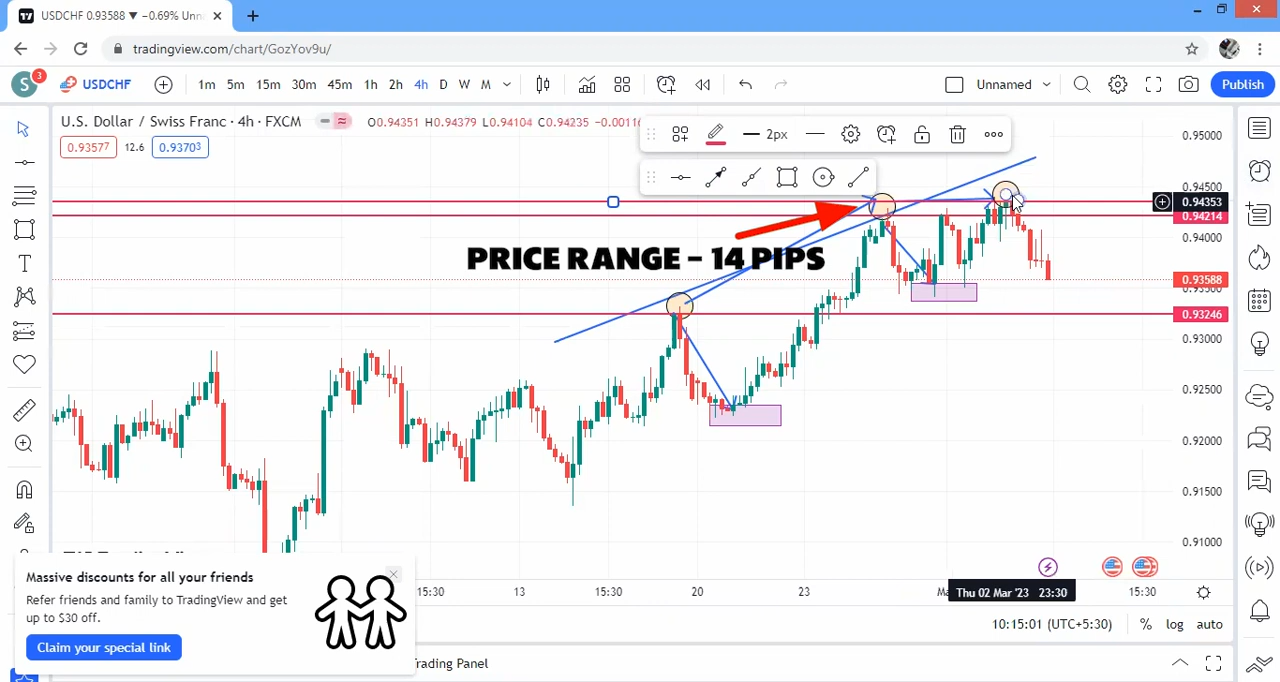 USDCHF 0.93588 ▼ −0.69% Unn
tradingview.com/chart/GozYov9u/
S 3 USDCHF 1m 5m 15m 30m 45m 1h 2h 4h D W M Unnamed Publish
U.S. Dollar / Swiss Franc · 4h · FXCM O0.94351 H0.94379 L0.94104 C0.94235 −0.0011
0.93577 12.6 0.93703
2px
0.95000
0.94500
0.94353
0.94214
0.94000
PRICE RANGE - 14 PIPS
0.93588
0.93246
0.93000
0.92500
0.92000
0.91500
0.91000
15:30 13 15:30 20 23 Thu 02 Mar '23 23:30 15:30
10:15:01 (UTC+5:30) % log auto
Massive discounts for all your friends
Refer friends and family to TradingView and get
up to $30 off.
Claim your special link
rading Panel